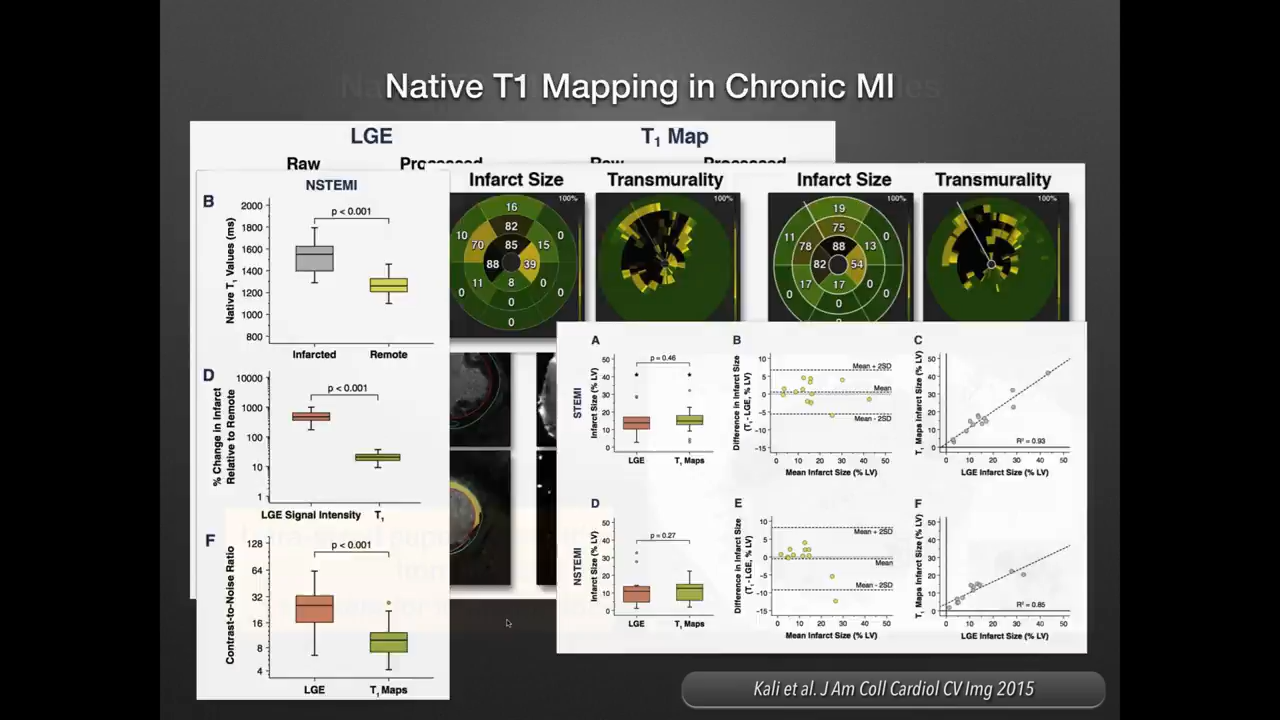 Native T1 Mapping in Chronic MI
LGE
T1 Map
Raw
Processed
Raw
Processed
NSTEMI
B
Native T1 Values (ms)
2000
1800
1600
1400
1200
1000
800
p < 0.001
Infarcted
Remote
D
% Change in Infarct
Relative to Remote
10000
1000
100
10
1
p < 0.001
LGE Signal Intensity
T1
F
Contrast-to-Noise Ratio
128
64
32
16
8
4
p < 0.001
LGE
T1 Maps
Infarct Size
Transmurality
Infarct Size
Transmurality
100%
16
82
10
70
85
15
0
88
39
11
8
0
0
0
0
100%
100%
19
75
11
78
88
13
0
82
54
17
17
0
0
0
100%
A
STEMI
Infarct Size (% LV)
50
40
30
20
10
0
p = 0.46
LGE
T1 Maps
B
Difference in Infarct Size
(T1 - LGE, % LV)
10
5
0
-5
-10
-15
Mean + 2SD
Mean
Mean - 2SD
0 10 20 30 40 50
Mean Infarct Size (% LV)
C
T1 Maps Infarct Size (% LV)
50
40
30
20
10
0
R² = 0.93
0 10 20 30 40 50
LGE Infarct Size (% LV)
D
NSTEMI
Infarct Size (% LV)
50
40
30
20
10
0
p = 0.27
LGE
T1 Maps
E
Difference in Infarct Size
(T1 - LGE, % LV)
10
5
0
-5
-10
-15
Mean + 2SD
Mean
Mean - 2SD
0 10 20 30 40 50
Mean Infarct Size (% LV)
F
T1 Maps Infarct Size (% LV)
50
40
30
20
10
0
R² = 0.85
0 10 20 30 40 50
LGE Infarct Size (% LV)
Kali et al. J Am Coll Cardiol CV Img 2015